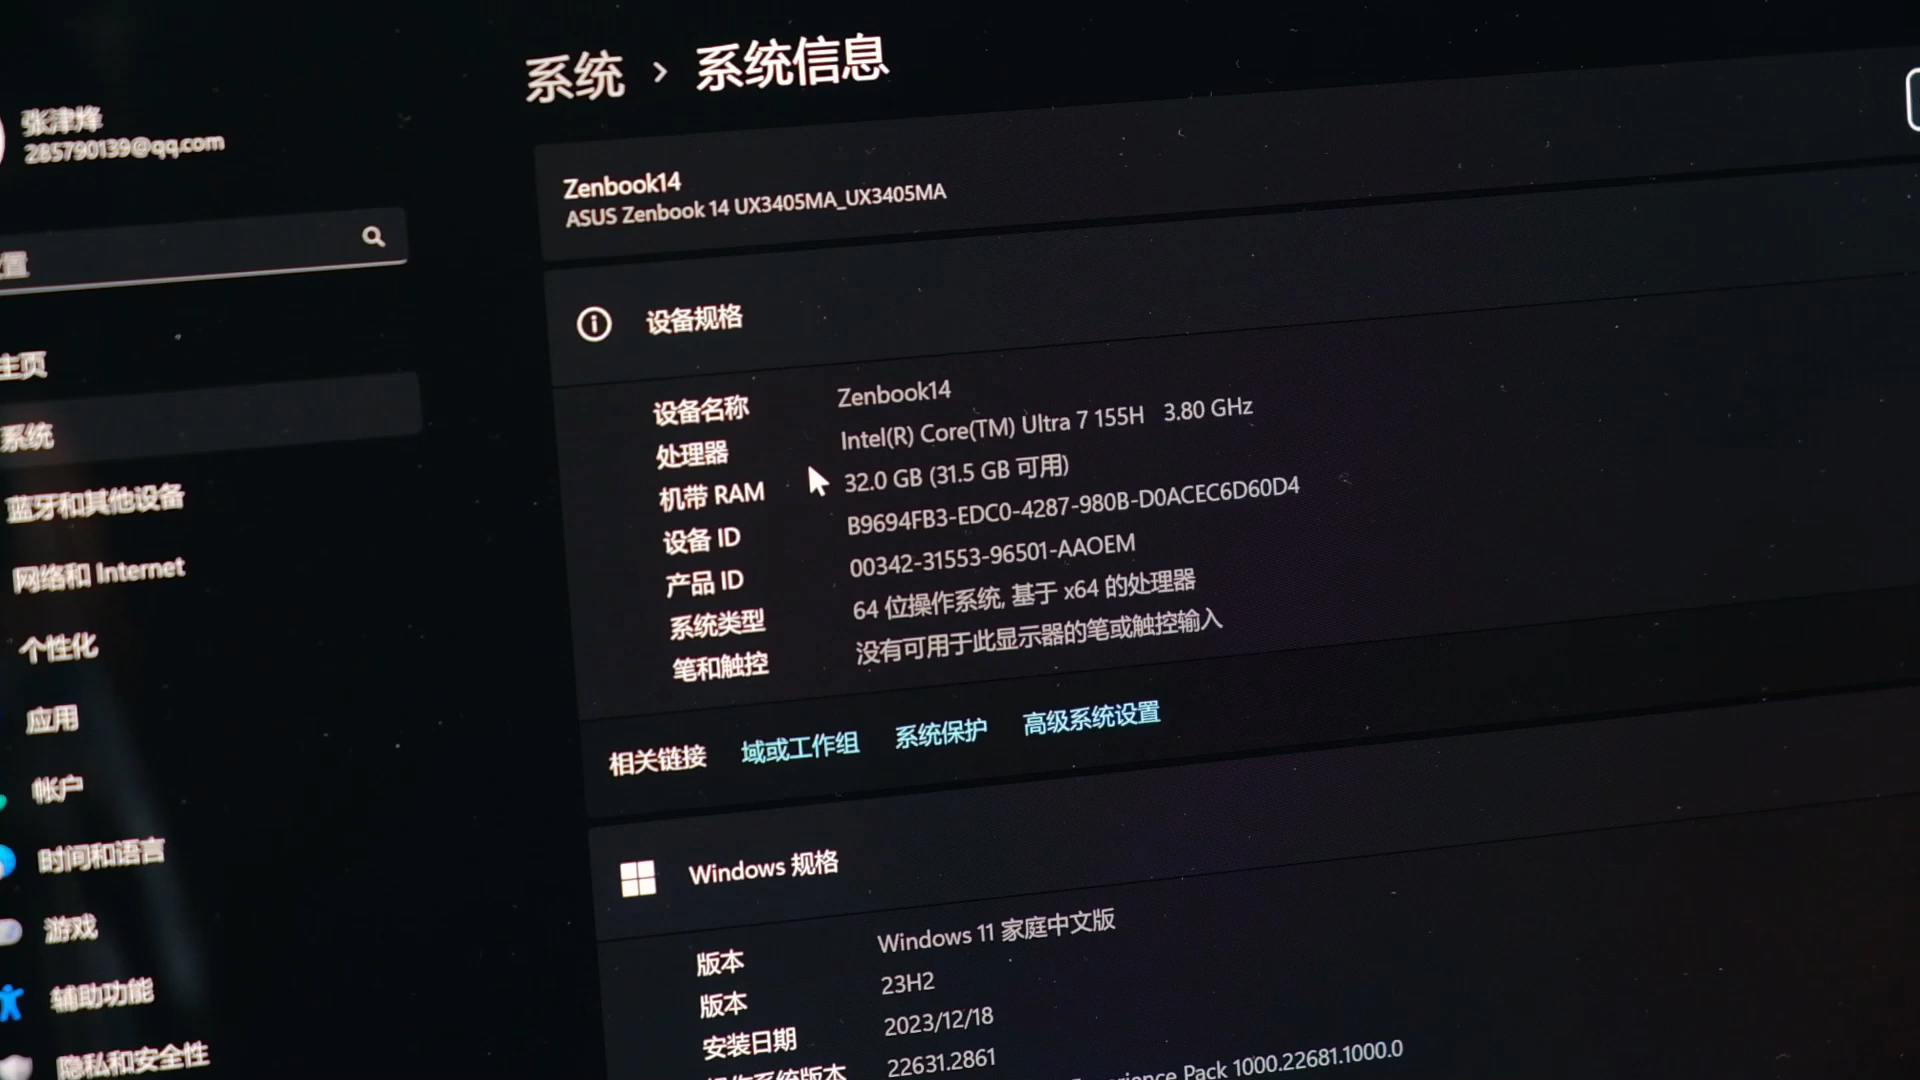 系统 › 系统信息
张津烽
285790139@qq.com
Zenbook14
ASUS Zenbook 14 UX3405MA_UX3405MA
置
设备规格
主页
系统
蓝牙和其他设备
网络和 Internet
个性化
应用
帐户
时间和语言
游戏
辅助功能
隐私和安全性
设备名称 Zenbook14
处理器 Intel(R) Core(TM) Ultra 7 155H 3.80 GHz
机带 RAM 32.0 GB (31.5 GB 可用)
设备 ID B9694FB3-EDC0-4287-980B-D0ACEC6D60D4
产品 ID 00342-31553-96501-AAOEM
系统类型 64 位操作系统, 基于 x64 的处理器
笔和触控 没有可用于此显示器的笔或触控输入
相关链接 域或工作组 系统保护 高级系统设置
Windows 规格
版本 Windows 11 家庭中文版
版本 23H2
安装日期 2023/12/18
操作系统版本 22631.2861
Experience Pack 1000.22681.1000.0